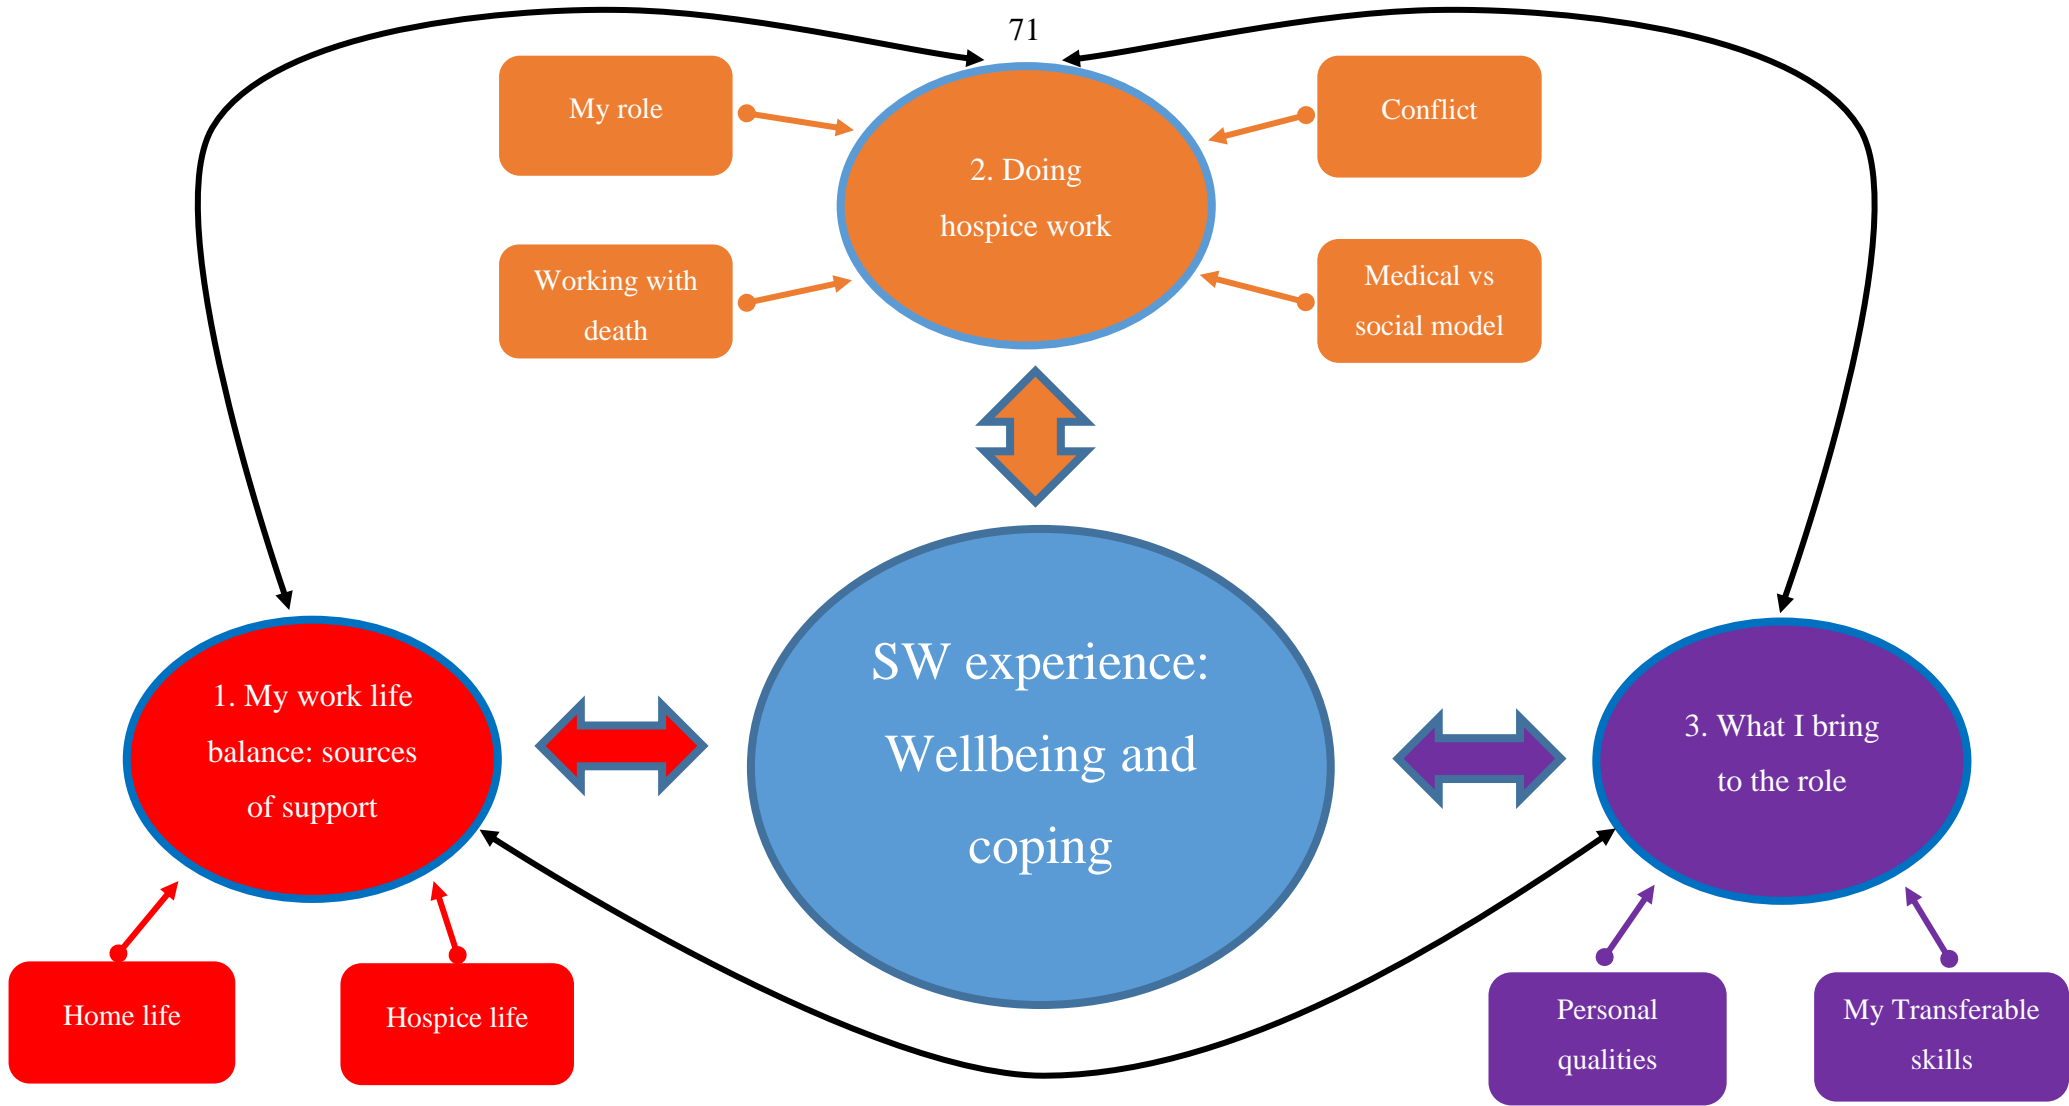 71
My role
Conflict
2. Doing
hospice work
Working with
death
Medical vs
social model
SW experience:
Wellbeing and
coping
1. My work life
balance: sources
of support
3. What I bring
to the role
Home life
Hospice life
Personal
qualities
My Transferable
skills